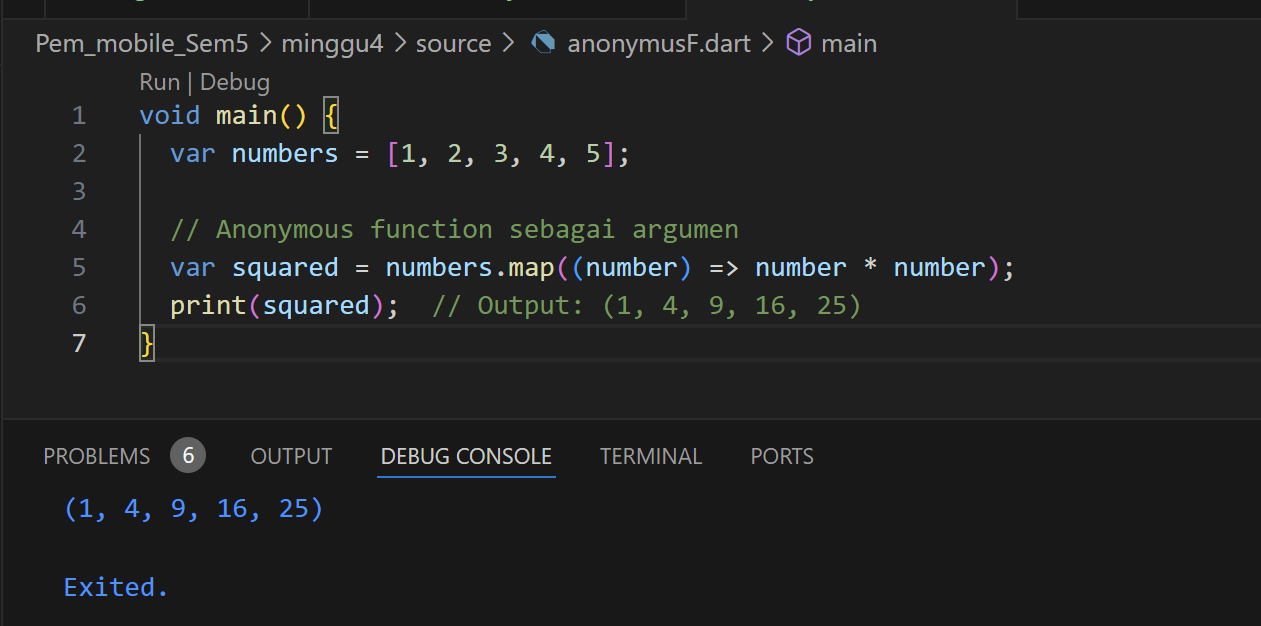 Pem_mobile_Sem5 > minggu4 > source > anonymusF.dart > main
Run | Debug
1 void main() {
2 var numbers = [1, 2, 3, 4, 5];
3
4 // Anonymous function sebagai argumen
5 var squared = numbers.map((number) => number * number);
6 print(squared);  // Output: (1, 4, 9, 16, 25)
7 }
PROBLEMS 6 OUTPUT DEBUG CONSOLE TERMINAL PORTS
(1, 4, 9, 16, 25)
Exited.